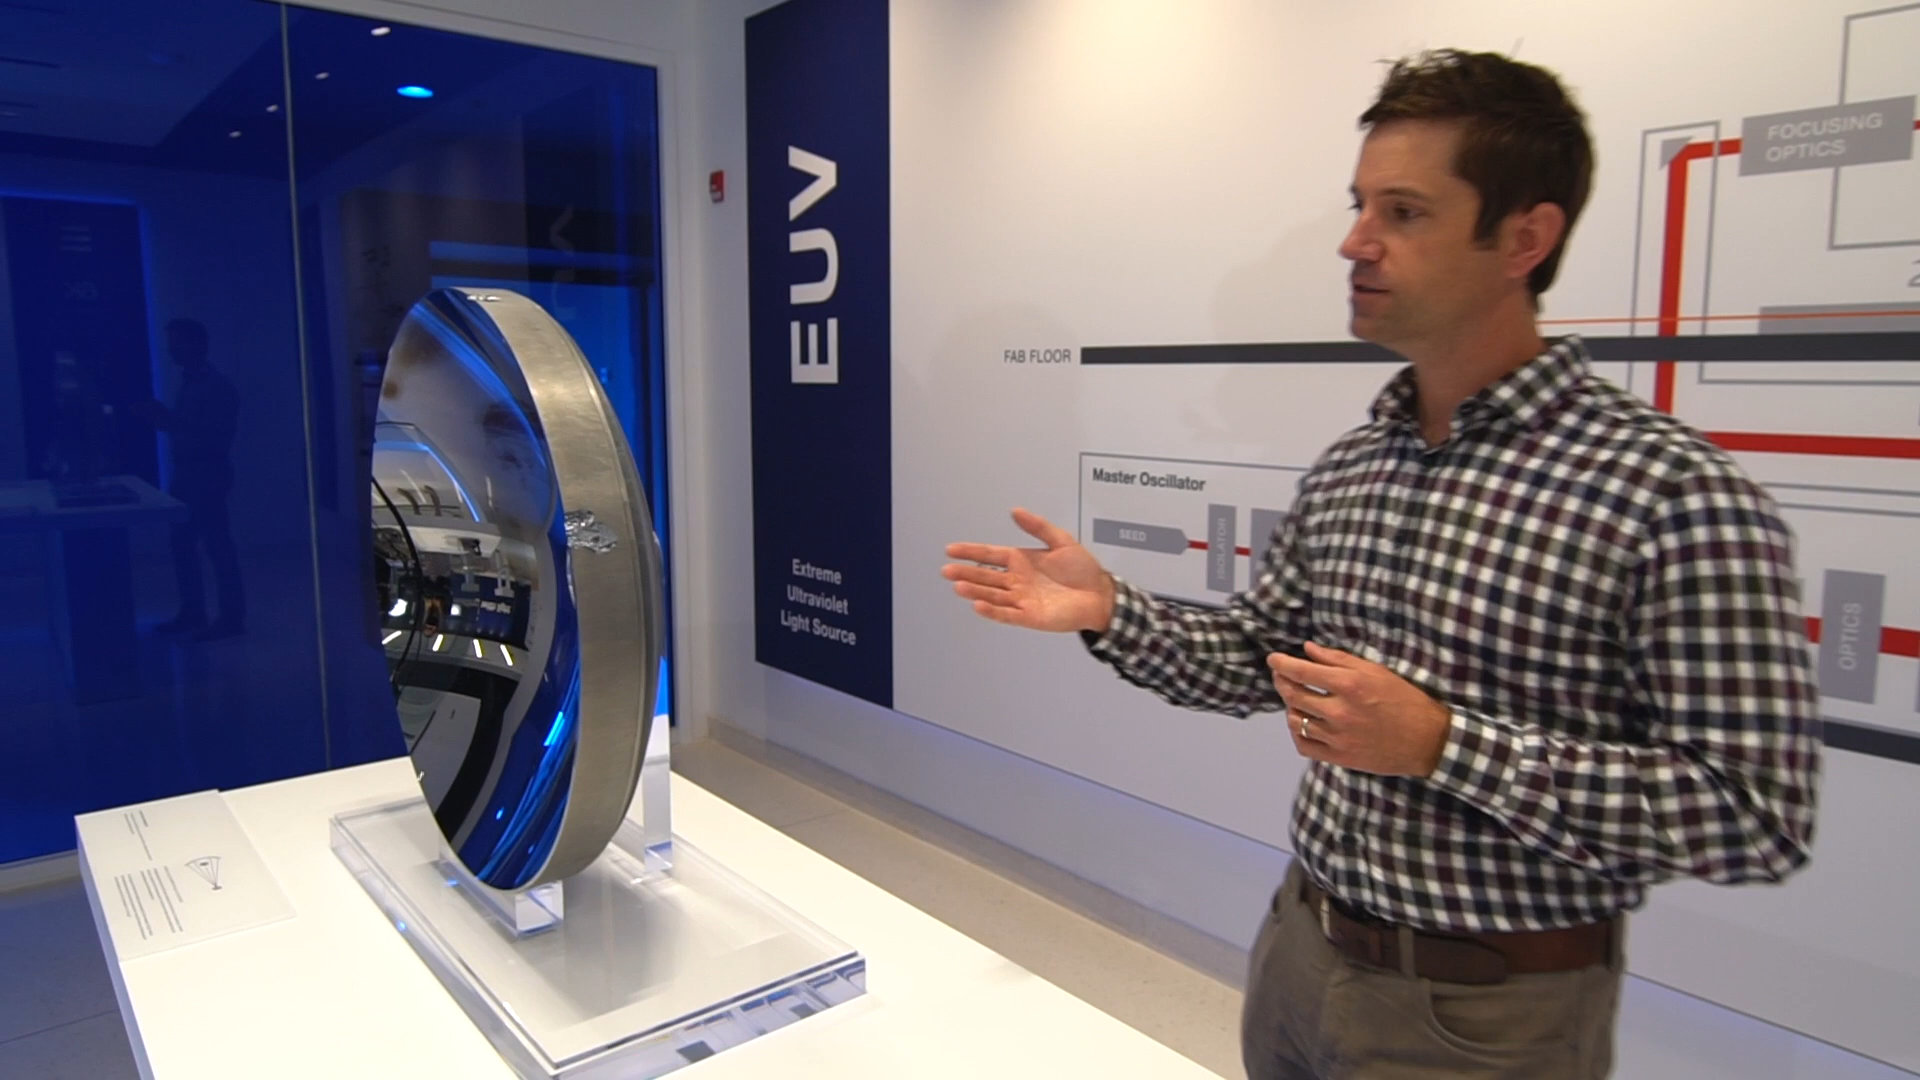 EUV
Extreme
Ultraviolet
Light Source
FOCUSING
OPTICS
FAB FLOOR
Master Oscillator
SEED
ISOLATOR
OPTICS